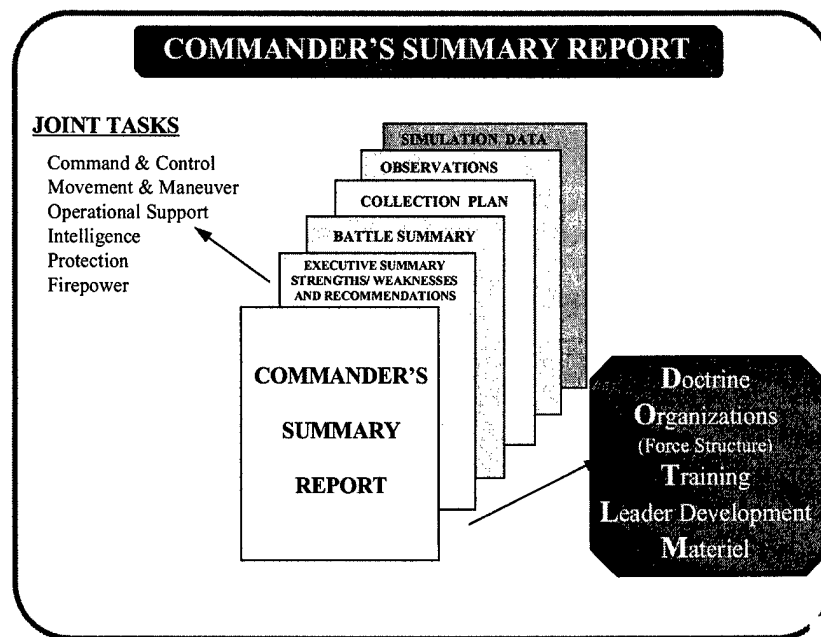 COMMANDER'S SUMMARY REPORT
JOINT TASKS
Command & Control
Movement & Maneuver
Operational Support
Intelligence
Protection
Firepower
SIMULATION DATA
OBSERVATIONS
COLLECTION PLAN
BATTLE SUMMARY
EXECUTIVE SUMMARY
STRENGTHS/ WEAKNESSES
AND RECOMMENDATIONS
COMMANDER'S
SUMMARY
REPORT
Doctrine
Organizations
(Force Structure)
Training
Leader Development
Materiel